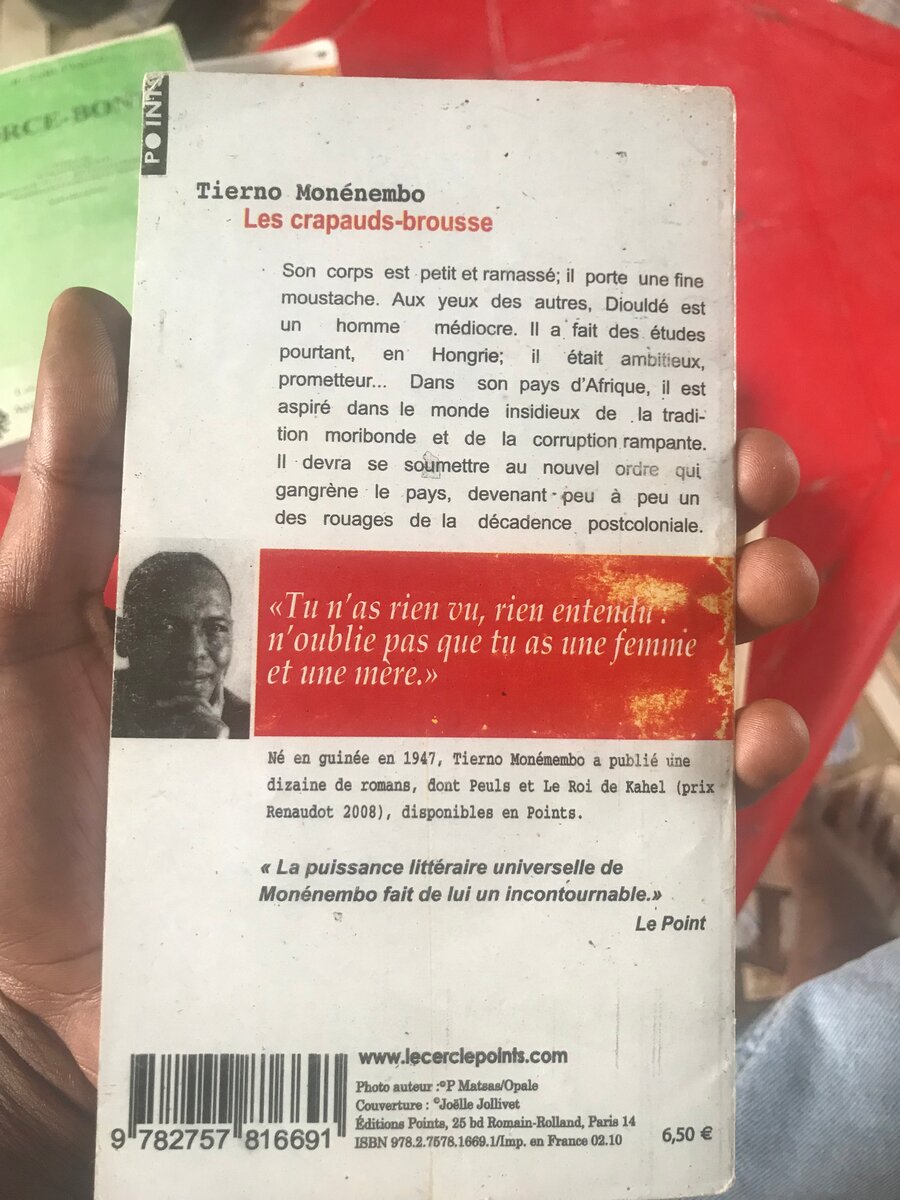 RCE-BON
POINTS
Tierno Monénembo
Les crapauds-brousse
Son corps est petit et ramassé; il porte une fine
moustache. Aux yeux des autres, Diouldé est
un homme médiocre. Il a fait des études
pourtant, en Hongrie; il était ambitieux,
prometteur... Dans son pays d'Afrique, il est
aspiré dans le monde insidieux de la tradi-
tion moribonde et de la corruption rampante.
Il devra se soumettre au nouvel ordre qui
gangrène le pays, devenant peu à peu un
des rouages de la décadence postcoloniale.
«Tu n'as rien vu, rien entendu :
n'oublie pas que tu as une femme
et une mère.»
Né en guinée en 1947, Tierno Monémembo a publié une
dizaine de romans, dont Peuls et Le Roi de Kahel (prix
Renaudot 2008), disponibles en Points.
« La puissance littéraire universelle de
Monénembo fait de lui un incontournable.»
Le Point
www.lecerclepoints.com
Photo auteur :©P Matsas/Opale
Couverture : ©Joëlle Jollivet
Éditions Points, 25 bd Romain-Rolland, Paris 14
ISBN 978.2.7578.1669.1/Imp. en France 02.10
6,50 €
9 782757 816691